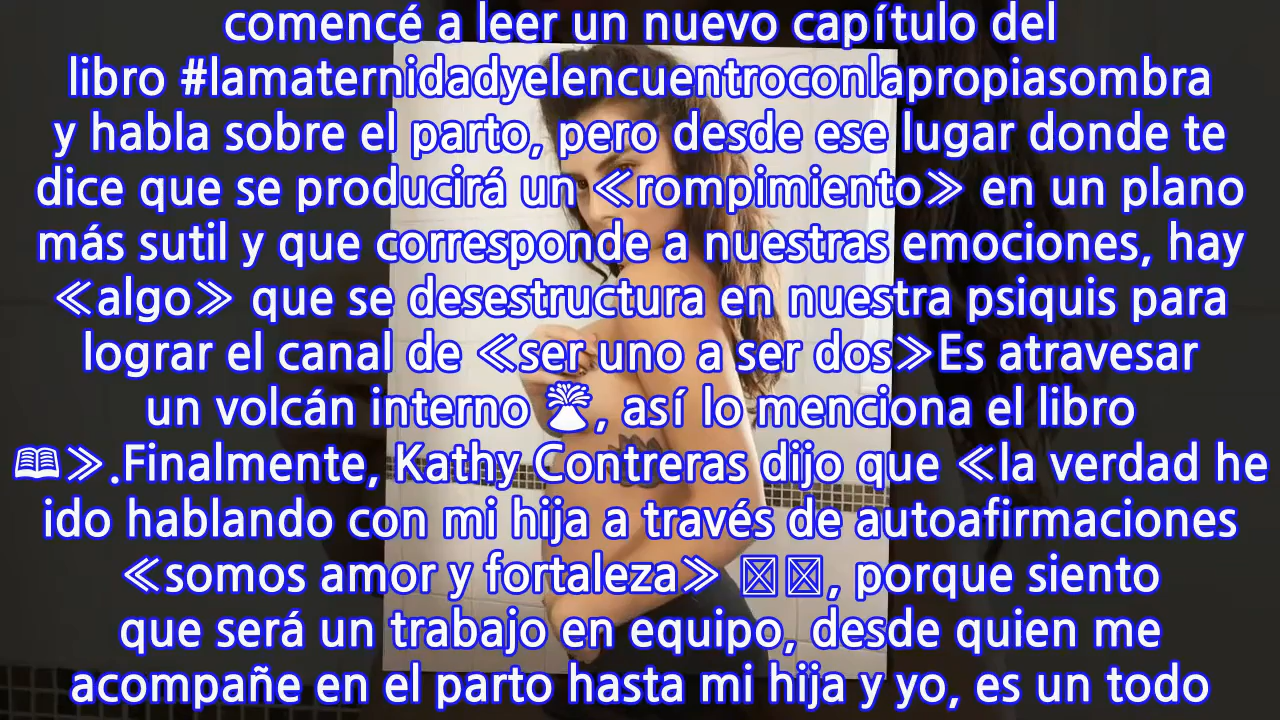 comencé a leer un nuevo capítulo del
libro #lamaternidadyelencuentroconlapropiasombra
y habla sobre el parto, pero desde ese lugar donde te
dice que se producirá un ≪rompimiento≫ en un plano
más sutil y que corresponde a nuestras emociones, hay
≪algo≫ que se desestructura en nuestra psiquis para
lograr el canal de ≪ser uno a ser dos≫Es atravesar
un volcán interno 🌋, así lo menciona el libro
📖≫.Finalmente, Kathy Contreras dijo que ≪la verdad he
ido hablando con mi hija a través de autoafirmaciones
≪somos amor y fortaleza≫ , porque siento
que será un trabajo en equipo, desde quien me
acompañe en el parto hasta mi hija y yo, es un todo